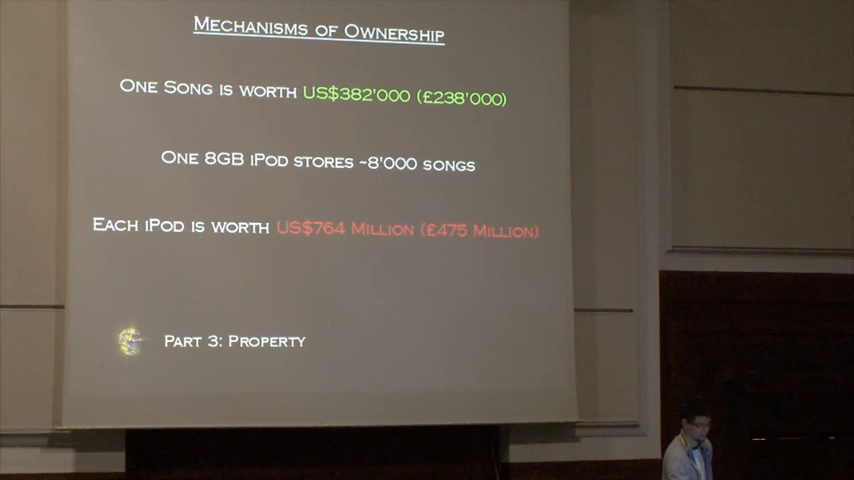 Mechanisms of Ownership
One Song is worth US$382'000 (£238'000)
One 8GB iPod stores ~8'000 songs
Each iPod is worth US$764 Million (£475 Million)
Part 3: Property